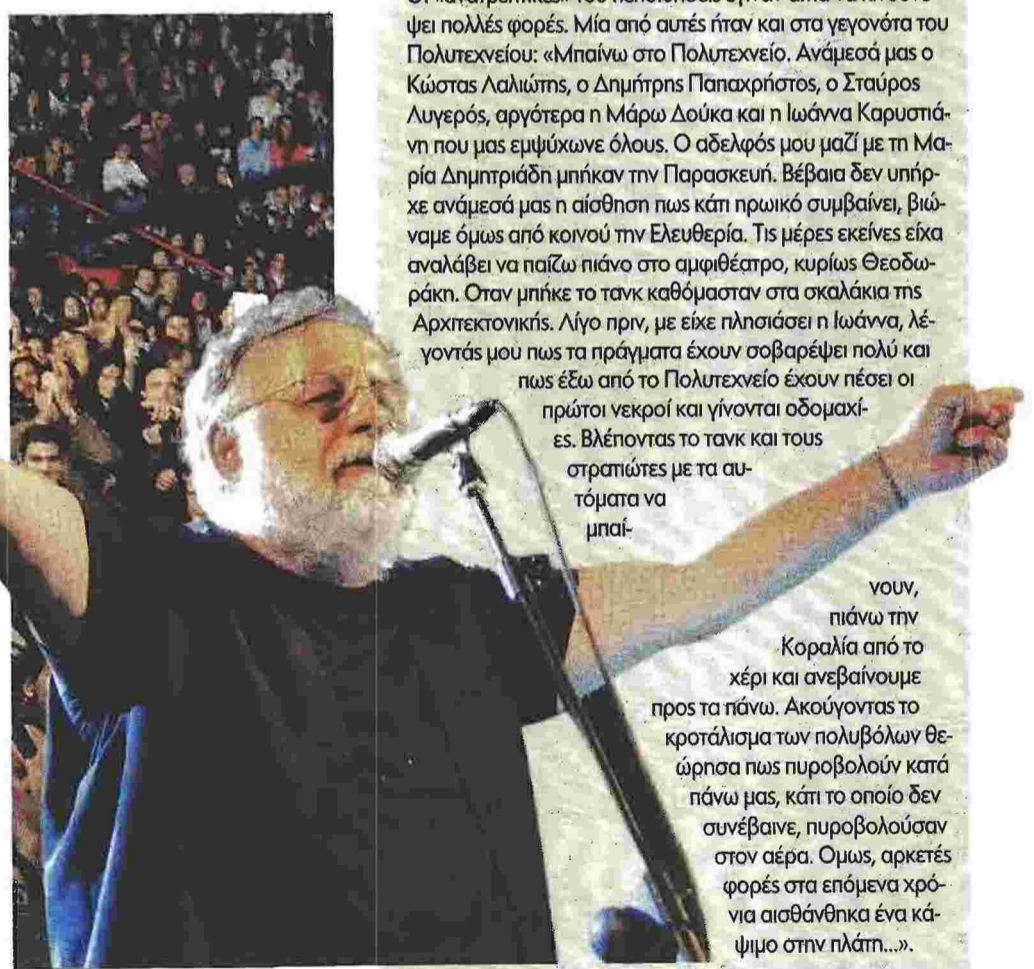 ψει πολλές φορές. Μία από αυτές ήταν και στα γεγονότα του
Πολυτεχνείου: «Μπαίνω στο Πολυτεχνείο. Ανάμεσά μας ο
Κώστας Λαλιώτης, ο Δημήτρης Παπαχρήστος, ο Σταύρος
Λυγερός, αργότερα η Μάρω Δούκα και η Ιωάννα Καρυστιά-
νη που μας εμψύχωνε όλους. Ο αδελφός μου μαζί με τη Μα-
ρία Δημητριάδη μπήκαν την Παρασκευή. Βέβαια δεν υπήρ-
χε ανάμεσά μας η αίσθηση πως κάτι ηρωικό συμβαίνει, βιώ-
ναμε όμως από κοινού την Ελευθερία. Τις μέρες εκείνες είχα
αναλάβει να παίζω πιάνο στο αμφιθέατρο, κυρίως Θεοδω-
ράκη. Οταν μπήκε το τανκ καθόμασταν στα σκαλάκια της
Αρχιτεκτονικής. Λίγο πριν, με είχε πλησιάσει η Ιωάννα, λέ-
γοντάς μου πως τα πράγματα έχουν σοβαρέψει πολύ και
πως έξω από το Πολυτεχνείο έχουν πέσει οι
πρώτοι νεκροί και γίνονται οδομαχί-
ες. Βλέποντας το τανκ και τους
στρατιώτες με τα αυ-
τόματα να
μπαί-
νουν,
πιάνω την
Κοραλία από το
χέρι και ανεβαίνουμε
προς τα πάνω. Ακούγοντας το
κροτάλισμα των πολυβόλων θε-
ώρησα πως πυροβολούν κατά
πάνω μας, κάτι το οποίο δεν
συνέβαινε, πυροβολούσαν
στον αέρα. Ομως, αρκετές
φορές στα επόμενα χρό-
νια αισθάνθηκα ένα κά-
ψιμο στην πλάτη...».